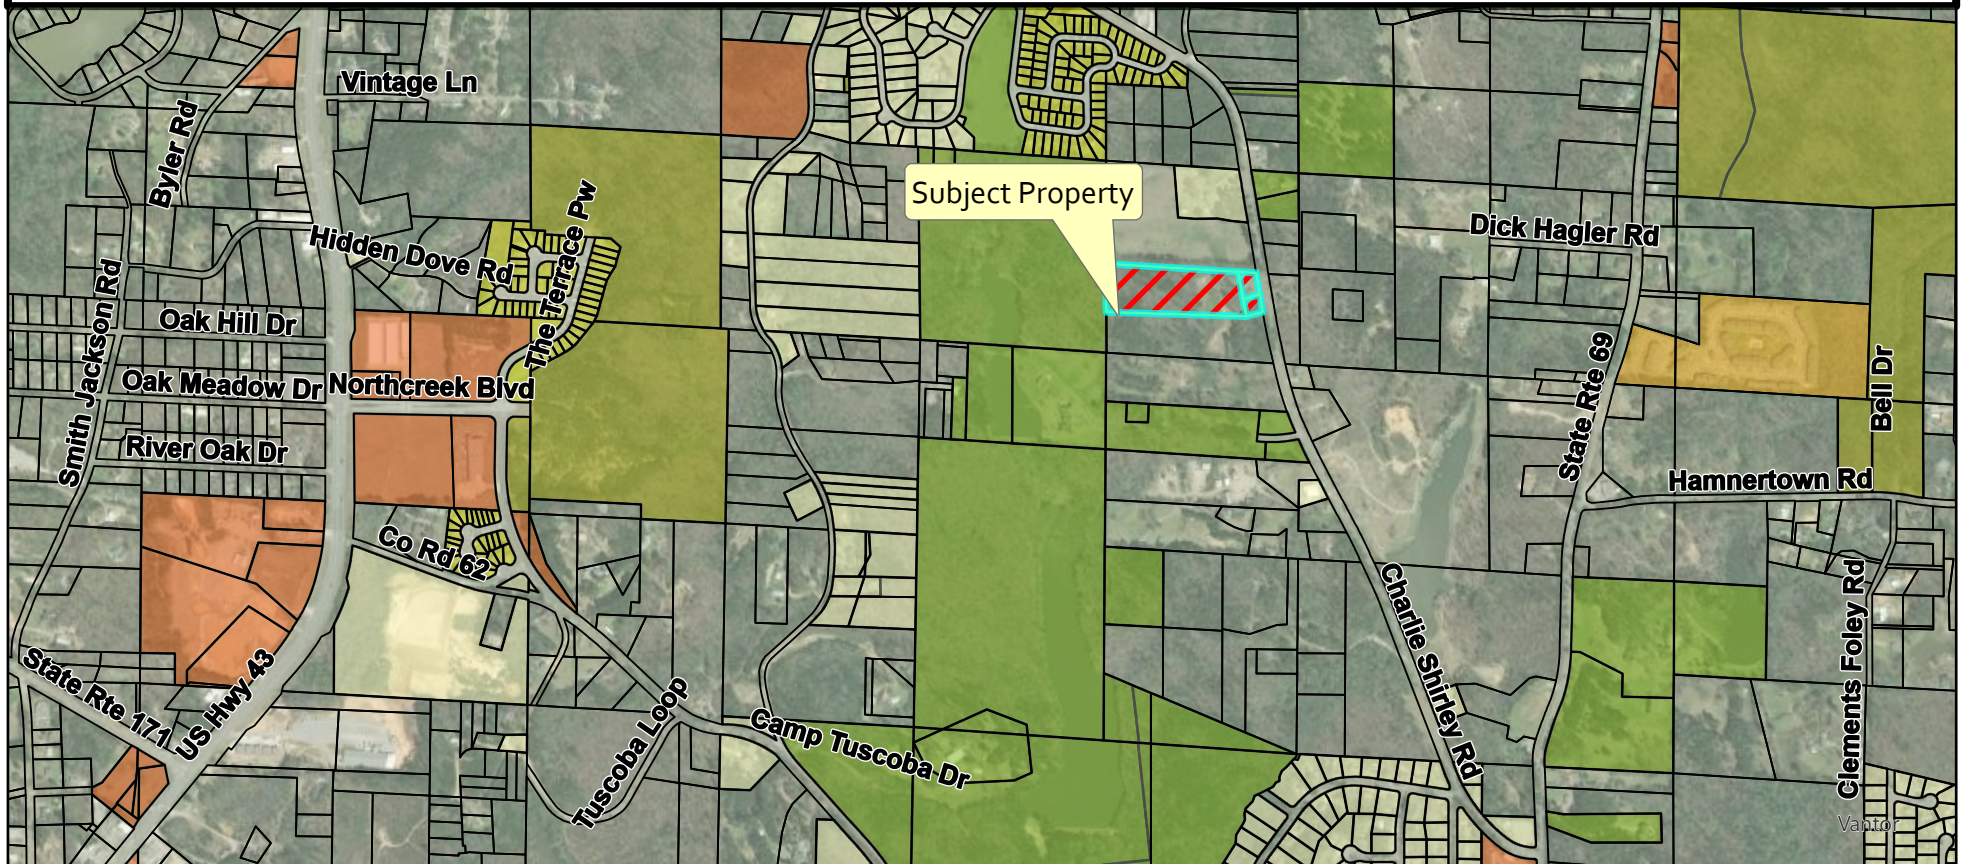 Vintage Ln
Byler Rd
Subject Property
The Terrace Pw
Hidden Dove Rd
Dick Hagler Rd
Smith Jackson Rd
Oak Hill Dr
State Rte 69
Bell Dr
Oak Meadow Dr
Northcreek Blvd
River Oak Dr
Hamnertown Rd
Co Rd 62
Charlie Shirley Rd
Clements Foley Rd
State Rte 171
US Hwy 43
Tuscoba Loop
Camp Tuscoba Dr
Vantor